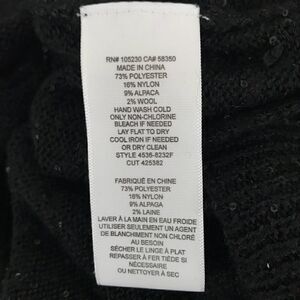 RN# 105230 CA# 58350
MADE IN CHINA
73% POLYESTER
16% NYLON
9% ALPACA
2% WOOL
HAND WASH COLD
ONLY NON-CHLORINE
BLEACH IF NEEDED
LAY FLAT TO DRY
COOL IRON IF NEEDED
OR DRY CLEAN
STYLE 4536-8232F
CUT 425382
FABRIQUÉ EN CHINE
73% POLYESTER
16% NYLON
9% ALPAGA
2% LAINE
LAVER À LA MAIN EN EAU FROIDE
UTILISER SEULEMENT UN AGENT
DE BLANCHIMENT NON CHLORÉ
AU BESOIN
SÉCHER LE LINGE À PLAT
REPASSER À FER TIÈDE SI
NÉCESSAIRE
OU NETTOYER À SEC